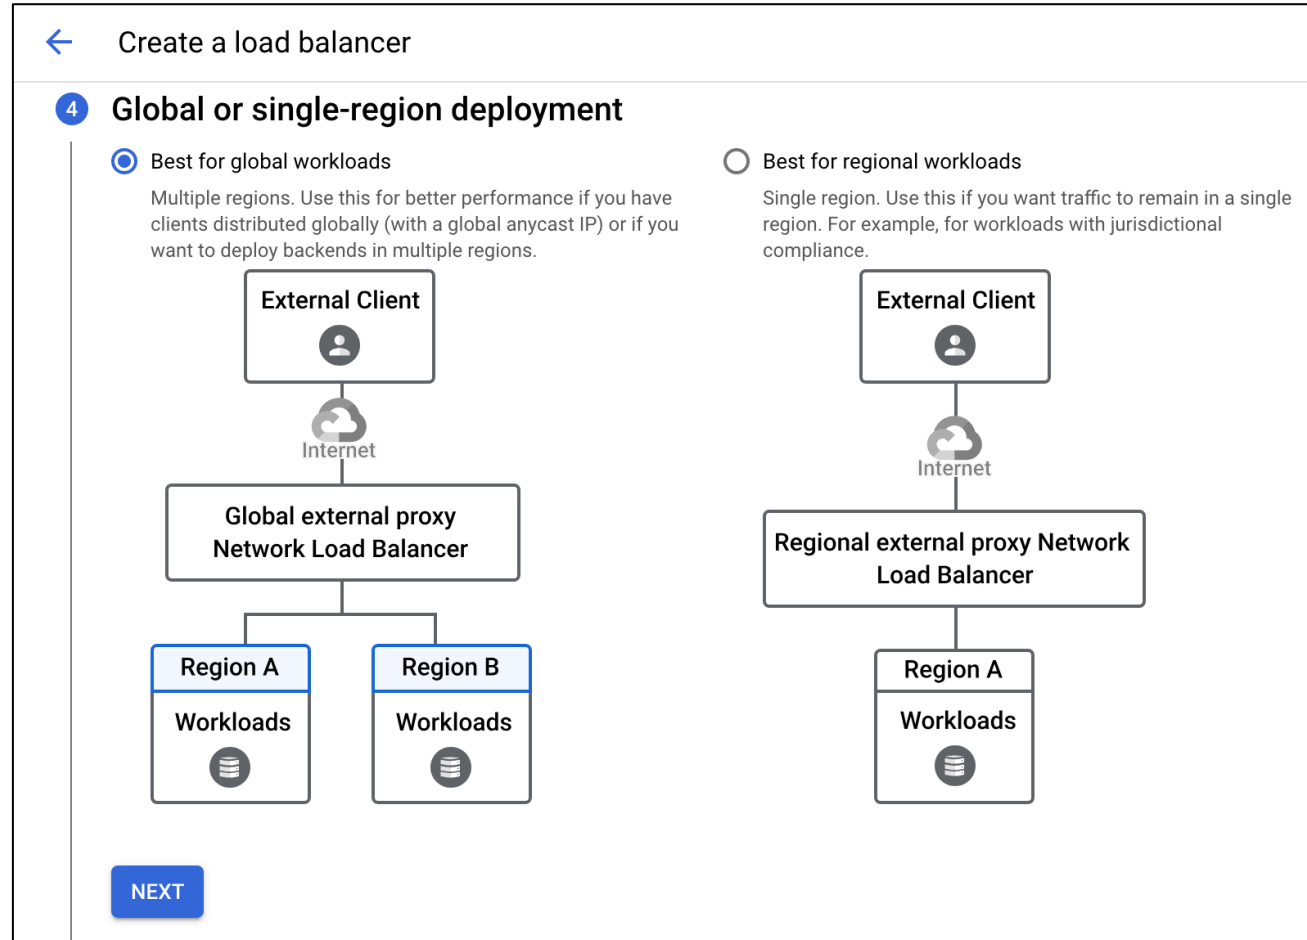 Create a load balancer
4
Global or single-region deployment
Best for global workloads
Multiple regions. Use this for better performance if you have
clients distributed globally (with a global anycast IP) or if you
want to deploy backends in multiple regions.
External Client
Internet
Global external proxy
Network Load Balancer
Region A
Workloads
Region B
Workloads
Best for regional workloads
Single region. Use this if you want traffic to remain in a single
region. For example, for workloads with jurisdictional
compliance.
External Client
Internet
Regional external proxy Network
Load Balancer
Region A
Workloads
NEXT